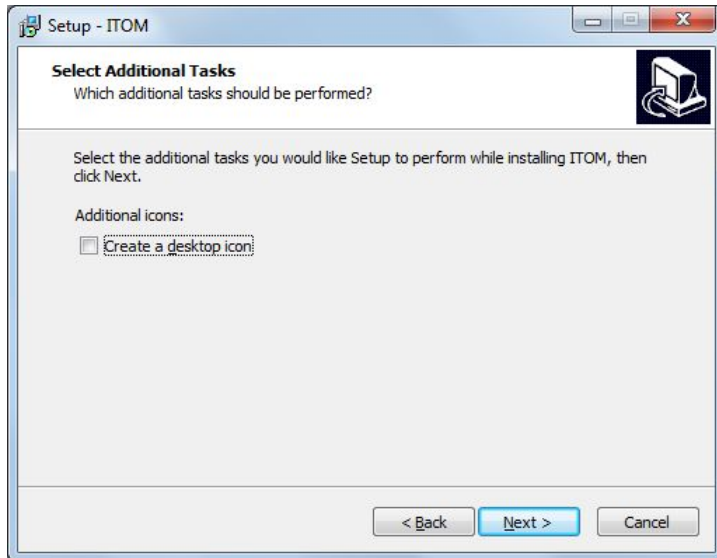 Setup - ITOM
Select Additional Tasks
Which additional tasks should be performed?
Select the additional tasks you would like Setup to perform while installing ITOM, then
click Next.
Additional icons:
Create a desktop icon
< Back
Next >
Cancel